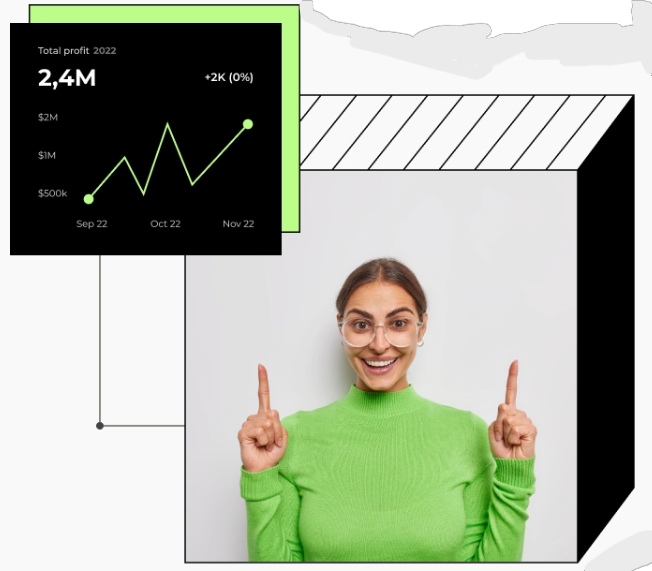 Total profit 2022
2,4M
+2K (0%)
$2M
$1M
$500k
Sep 22 Oct 22 Nov 22